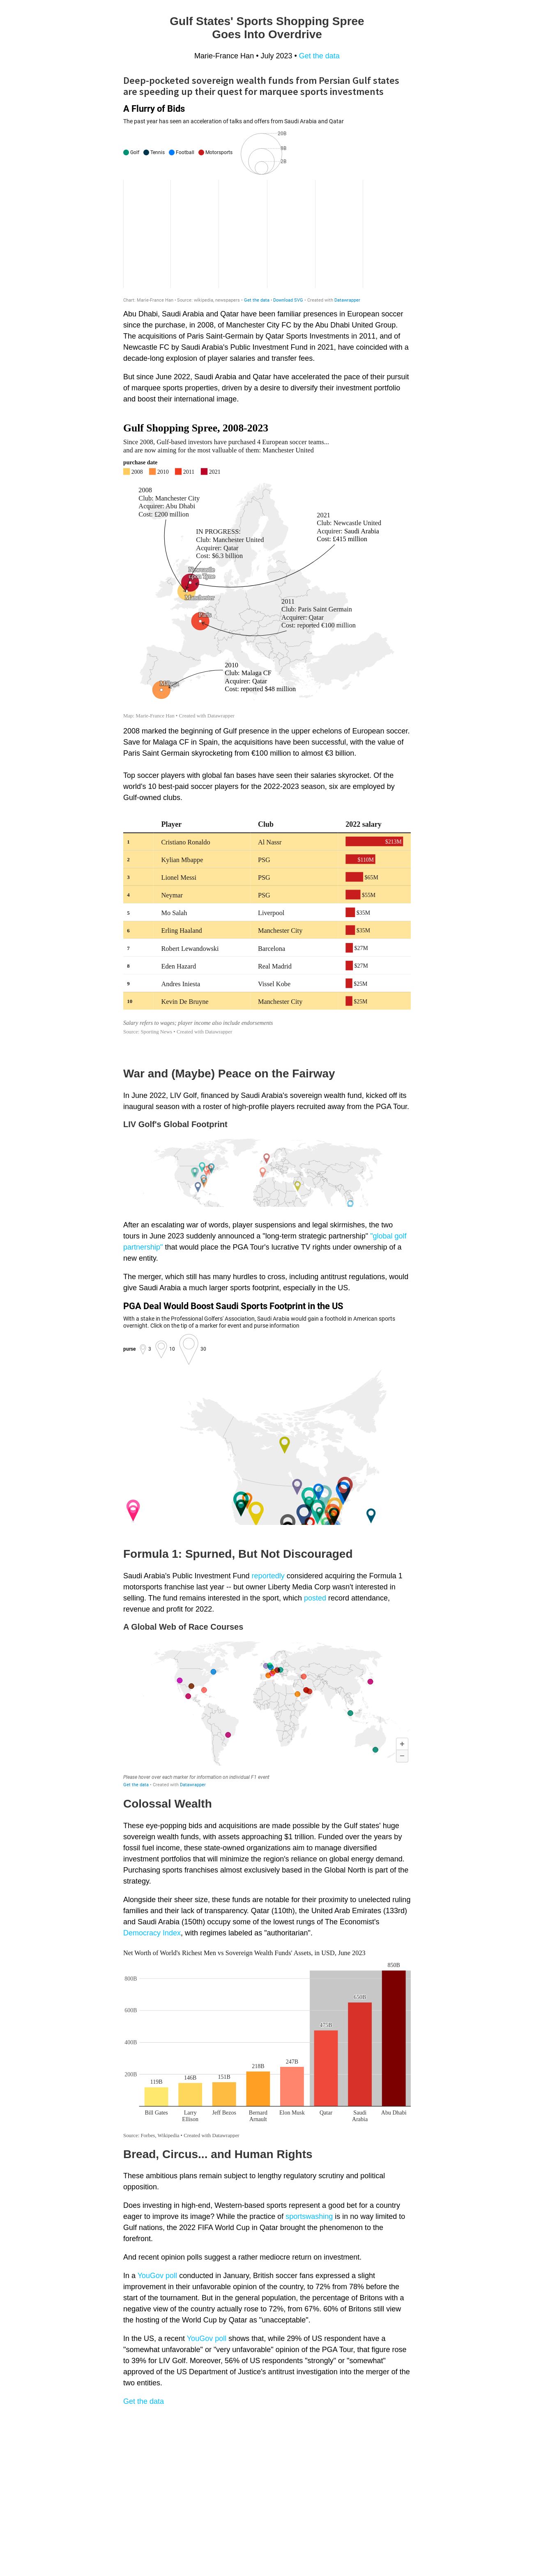 Gulf States' Sports Shopping Spree
Goes Into Overdrive
Marie-France Han • July 2023 • Get the data
Deep-pocketed sovereign wealth funds from Persian Gulf states
are speeding up their quest for marquee sports investments
A Flurry of Bids
The past year has seen an acceleration of talks and offers from Saudi Arabia and Qatar
Golf Tennis Football Motorsports
Chart: Marie-France Han • Source: wikipedia, newspapers • Get the data • Download SVG • Created with Datawrapper
Abu Dhabi, Saudi Arabia and Qatar have been familiar presences in European soccer
since the purchase, in 2008, of Manchester City FC by the Abu Dhabi United Group.
The acquisitions of Paris Saint-Germain by Qatar Sports Investments in 2011, and of
Newcastle FC by Saudi Arabia's Public Investment Fund in 2021, have coincided with a
decade-long explosion of player salaries and transfer fees.
But since June 2022, Saudi Arabia and Qatar have accelerated the pace of their pursuit
of marquee sports properties, driven by a desire to diversify their investment portfolio
and boost their international image.
Gulf Shopping Spree, 2008-2023
Since 2008, Gulf-based investors have purchased 4 European soccer teams...
and are now aiming for the most valuable of them: Manchester United
purchase date
2008 2010 2011 2021
2008
Club: Manchester City
Acquirer: Abu Dhabi
Cost: £200 million
2021
Club: Newcastle United
Acquirer: Saudi Arabia
Cost: £415 million
IN PROGRESS:
Club: Manchester United
Acquirer: Qatar
Cost: $6.3 billion
Newcastle
upon Tyne
Manchester
2011
Club: Paris Saint Germain
Acquirer: Qatar
Cost: reported €100 million
Paris
2010
Club: Malaga CF
Acquirer: Qatar
Cost: reported $48 million
Malaga
Map: Marie-France Han • Created with Datawrapper
2008 marked the beginning of Gulf presence in the upper echelons of European soccer.
Save for Malaga CF in Spain, the acquisitions have been successful, with the value of
Paris Saint Germain skyrocketing from €100 million to almost €3 billion.
Top soccer players with global fan bases have seen their salaries skyrocket. Of the
world's 10 best-paid soccer players for the 2022-2023 season, six are employed by
Gulf-owned clubs.
Player Club 2022 salary
1 Cristiano Ronaldo Al Nassr $213M
2 Kylian Mbappe PSG $110M
3 Lionel Messi PSG $65M
4 Neymar PSG $55M
5 Mo Salah Liverpool $35M
6 Erling Haaland Manchester City $35M
7 Robert Lewandowski Barcelona $27M
8 Eden Hazard Real Madrid $27M
9 Andres Iniesta Vissel Kobe $25M
10 Kevin De Bruyne Manchester City $25M
Salary refers to wages; player income also include endorsements
Source: Sporting News • Created with Datawrapper
War and (Maybe) Peace on the Fairway
In June 2022, LIV Golf, financed by Saudi Arabia's sovereign wealth fund, kicked off its
inaugural season with a roster of high-profile players recruited away from the PGA Tour.
LIV Golf's Global Footprint
After an escalating war of words, player suspensions and legal skirmishes, the two
tours in June 2023 suddenly announced a "long-term strategic partnership" "global golf
partnership" that would place the PGA Tour's lucrative TV rights under ownership of a
new entity.
The merger, which still has many hurdles to cross, including antitrust regulations, would
give Saudi Arabia a much larger sports footprint, especially in the US.
PGA Deal Would Boost Saudi Sports Footprint in the US
With a stake in the Professional Golfers' Association, Saudi Arabia would gain a foothold in American sports
overnight. Click on the tip of a marker for event and purse information
purse 3 10 30
Formula 1: Spurned, But Not Discouraged
Saudi Arabia's Public Investment Fund reportedly considered acquiring the Formula 1
motorsports franchise last year -- but owner Liberty Media Corp wasn't interested in
selling. The fund remains interested in the sport, which posted record attendance,
revenue and profit for 2022.
A Global Web of Race Courses
+
−
Please hover over each marker for information on individual F1 event
Get the data • Created with Datawrapper
Colossal Wealth
These eye-popping bids and acquisitions are made possible by the Gulf states' huge
sovereign wealth funds, with assets approaching $1 trillion. Funded over the years by
fossil fuel income, these state-owned organizations aim to manage diversified
investment portfolios that will minimize the region's reliance on global energy demand.
Purchasing sports franchises almost exclusively based in the Global North is part of the
strategy.
Alongside their sheer size, these funds are notable for their proximity to unelected ruling
families and their lack of transparency. Qatar (110th), the United Arab Emirates (133rd)
and Saudi Arabia (150th) occupy some of the lowest rungs of The Economist's
Democracy Index, with regimes labeled as "authoritarian".
Net Worth of World's Richest Men vs Sovereign Wealth Funds' Assets, in USD, June 2023
850B
800B
650B
600B
475B
400B
247B
218B
200B
151B
146B
119B
Bill Gates Larry Ellison Jeff Bezos Bernard Arnault Elon Musk Qatar Saudi Arabia Abu Dhabi
Source: Forbes, Wikipedia • Created with Datawrapper
Bread, Circus... and Human Rights
These ambitious plans remain subject to lengthy regulatory scrutiny and political
opposition.
Does investing in high-end, Western-based sports represent a good bet for a country
eager to improve its image? While the practice of sportswashing is in no way limited to
Gulf nations, the 2022 FIFA World Cup in Qatar brought the phenomenon to the
forefront.
And recent opinion polls suggest a rather mediocre return on investment.
In a YouGov poll conducted in January, British soccer fans expressed a slight
improvement in their unfavorable opinion of the country, to 72% from 78% before the
start of the tournament. But in the general population, the percentage of Britons with a
negative view of the country actually rose to 72%, from 67%. 60% of Britons still view
the hosting of the World Cup by Qatar as "unacceptable".
In the US, a recent YouGov poll shows that, while 29% of US respondent have a
"somewhat unfavorable" or "very unfavorable" opinion of the PGA Tour, that figure rose
to 39% for LIV Golf. Moreover, 56% of US respondents "strongly" or "somewhat"
approved of the US Department of Justice's antitrust investigation into the merger of the
two entities.
Get the data